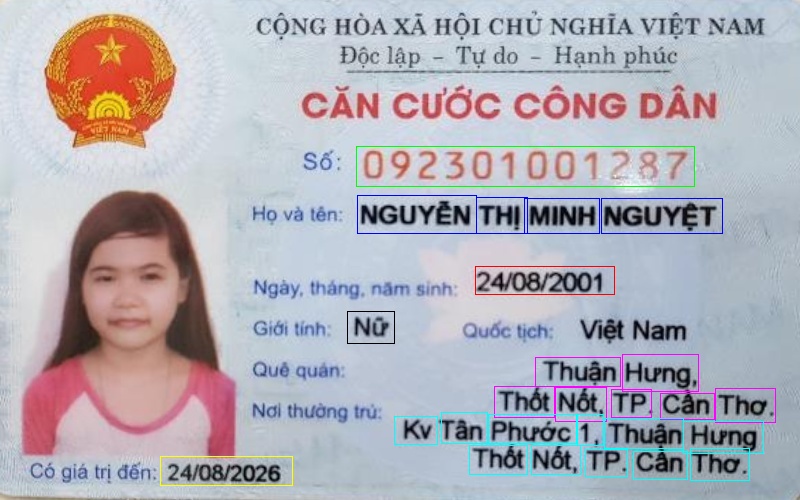 CỘNG HÒA XÃ HỘI CHỦ NGHĨA VIỆT NAM
Độc lập - Tự do - Hạnh phúc
CĂN CƯỚC CÔNG DÂN
Số: 092301001287
Họ và tên: NGUYỄN THỊ MINH NGUYỆT
Ngày, tháng, năm sinh: 24/08/2001
Giới tính: Nữ Quốc tịch: Việt Nam
Quê quán: Thuận Hưng,
Thốt Nốt, TP. Cần Thơ.
Nơi thường trú: Kv Tân Phước 1, Thuận Hưng
Thốt Nốt, TP. Cần Thơ.
Có giá trị đến: 24/08/2026
VIỆT NAM